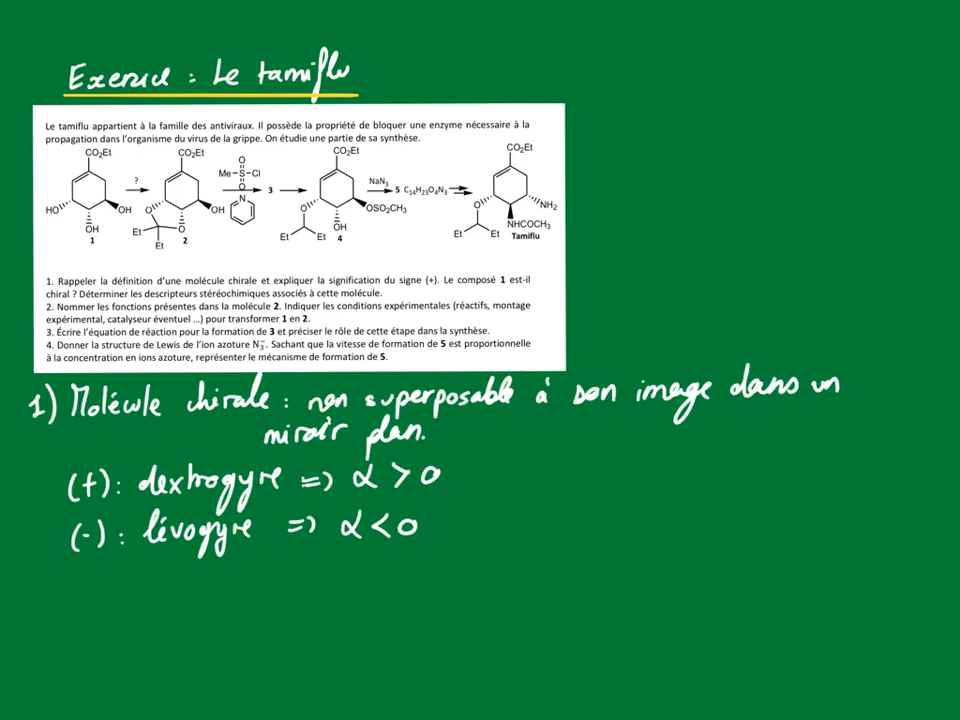 Exercice : Le tamiflu
Le tamiflu appartient à la famille des antiviraux. Il possède la propriété de bloquer une enzyme nécessaire à la
propagation dans l'organisme du virus de la grippe. On étudie une partie de sa synthèse.
CO₂Et CO₂Et CO₂Et CO₂Et
HO OH OH 1
?
O O Et Et OH 2
Me-S-Cl O O N
3
O Et Et OH OSO₂CH₃ 4
NaN₃
5 C₁₄H₂₃O₄N₃
O Et Et NH₂ NHCOCH₃ Tamiflu
1. Rappeler la définition d'une molécule chirale et expliquer la signification du signe (+). Le composé 1 est-il
chiral ? Déterminer les descripteurs stéréochimiques associés à cette molécule.
2. Nommer les fonctions présentes dans la molécule 2. Indiquer les conditions expérimentales (réactifs, montage
expérimental, catalyseur éventuel ...) pour transformer 1 en 2.
3. Écrire l'équation de réaction pour la formation de 3 et préciser le rôle de cette étape dans la synthèse.
4. Donner la structure de Lewis de l'ion azoture N₃⁻. Sachant que la vitesse de formation de 5 est proportionnelle
à la concentration en ions azoture, représenter le mécanisme de formation de 5.
1) Molécule chirale : non superposable à son image dans un
miroir plan.
(+) : dextrogyre => α > 0
(-) : lévogyre => α < 0